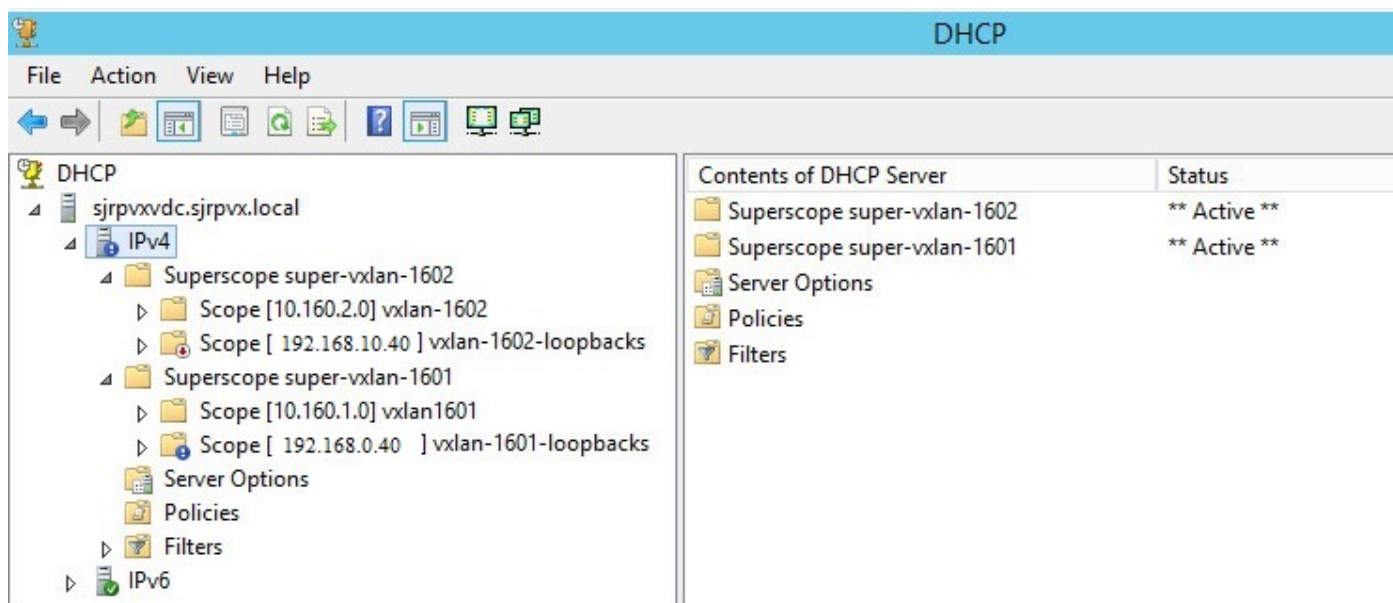 DHCP
File Action View Help
DHCP
sjrpvxvdc.sjrpvx.local
IPv4
Superscope super-vxlan-1602
Scope [10.160.2.0] vxlan-1602
Scope [ 192.168.10.40 ] vxlan-1602-loopbacks
Superscope super-vxlan-1601
Scope [10.160.1.0] vxlan1601
Scope [ 192.168.0.40 ] vxlan-1601-loopbacks
Server Options
Policies
Filters
IPv6
Contents of DHCP Server Status
Superscope super-vxlan-1602 ** Active **
Superscope super-vxlan-1601 ** Active **
Server Options
Policies
Filters